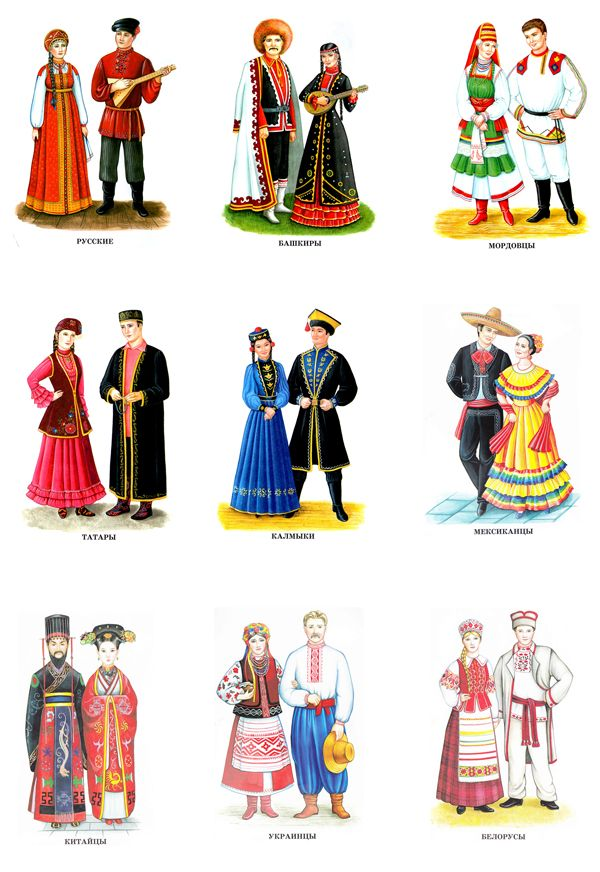 РУССКИЕ
БАШКИРЫ
МОРДОВЦЫ
ТАТАРЫ
КАЛМЫКИ
МЕКСИКАНЦЫ
КИТАЙЦЫ
УКРАИНЦЫ
БЕЛОРУСЫ